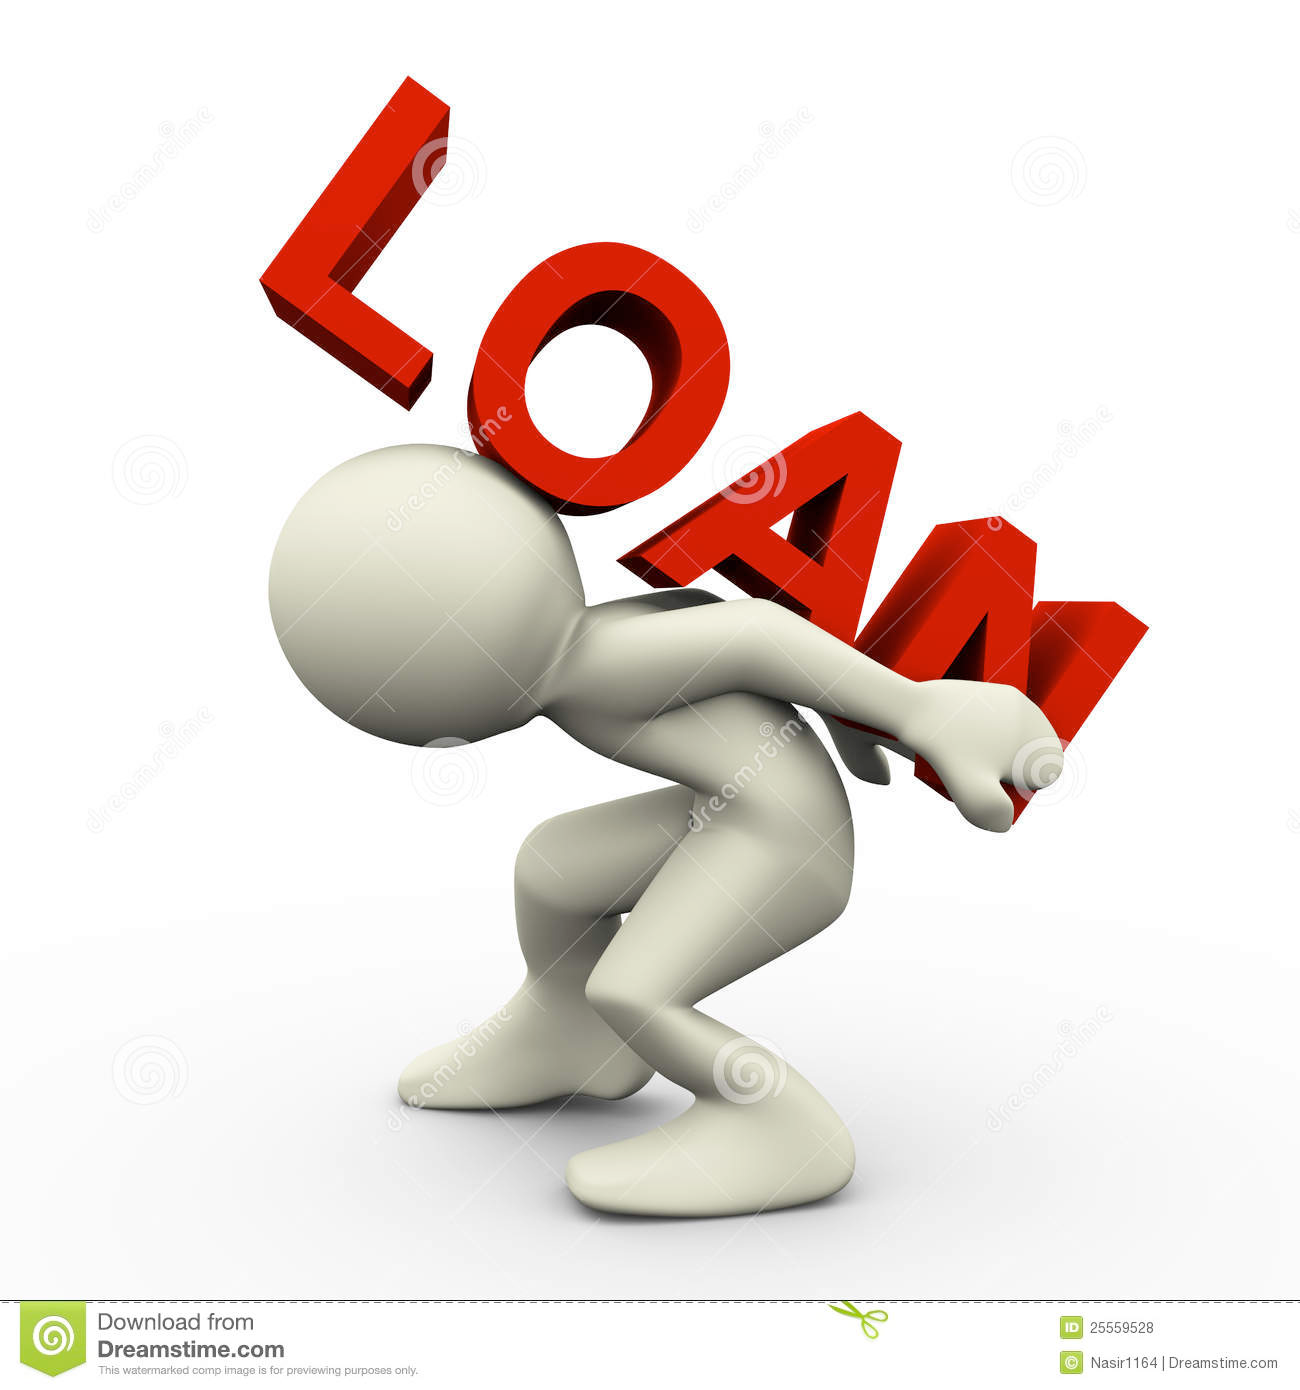 LOAN
dreamstime
Download from
Dreamstime.com
This watermarked comp image is for previewing purposes only.
ID 25559528
© Nasir1164 | Dreamstime.com